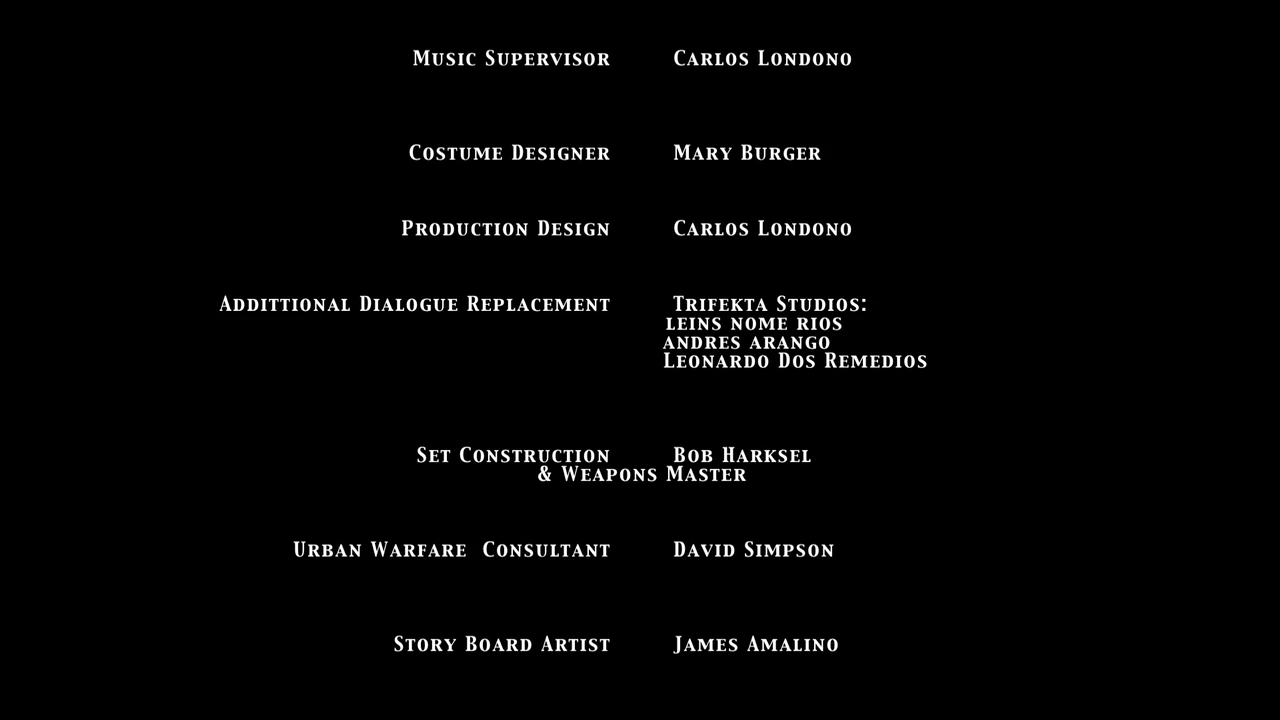 Music Supervisor Carlos Londono
Costume Designer Mary Burger
Production Design Carlos Londono
Addittional Dialogue Replacement Trifekta Studios:
leins nome rios
andres arango
Leonardo Dos Remedios
Set Construction Bob Harksel
& Weapons Master
Urban Warfare Consultant David Simpson
Story Board Artist James Amalino